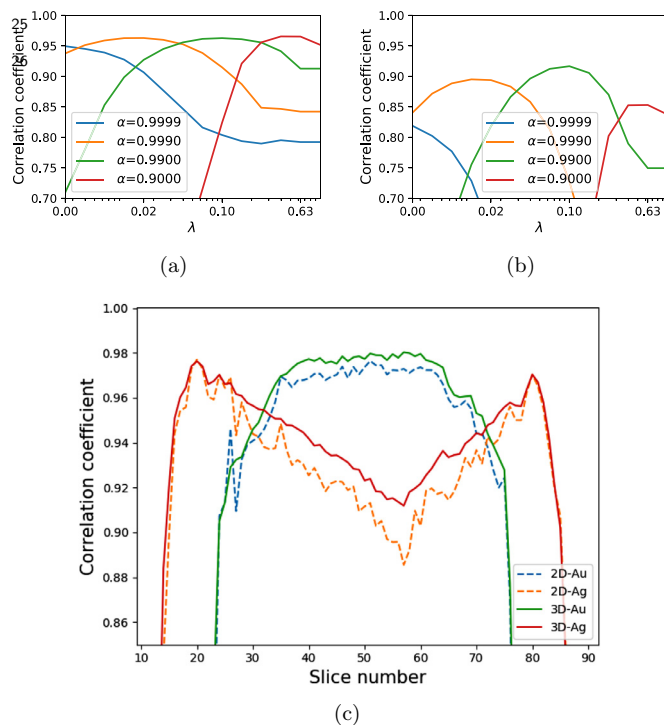 25
26
Correlation coefficient
0.95
0.90
0.85
0.80
0.75
0.70
α=0.9999
α=0.9990
α=0.9900
α=0.9000
0.00 0.02 0.10 0.63
λ
(a)
Correlation coefficient
1.00
0.95
0.90
0.85
0.80
0.75
0.70
α=0.9999
α=0.9990
α=0.9900
α=0.9000
0.00 0.02 0.10 0.63
λ
(b)
Correlation coefficient
1.00
0.98
0.96
0.94
0.92
0.90
0.88
0.86
2D-Au
2D-Ag
3D-Au
3D-Ag
10 20 30 40 50 60 70 80 90
Slice number
(c)